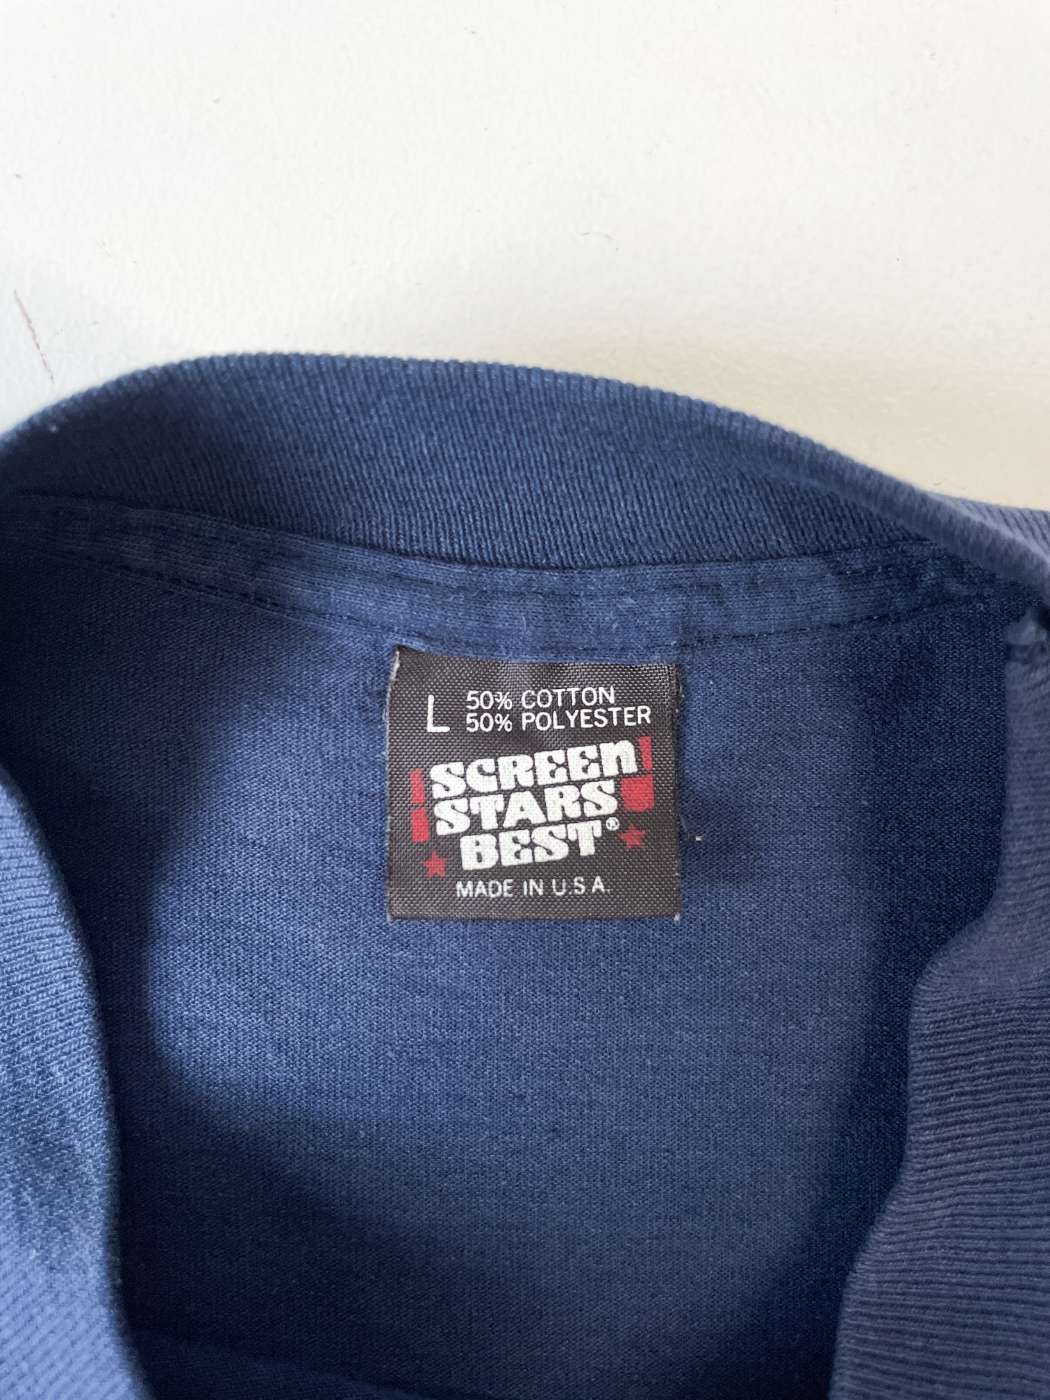 L
50% COTTON
50% POLYESTER
SCREEN
STARS
BEST®
MADE IN U.S.A.